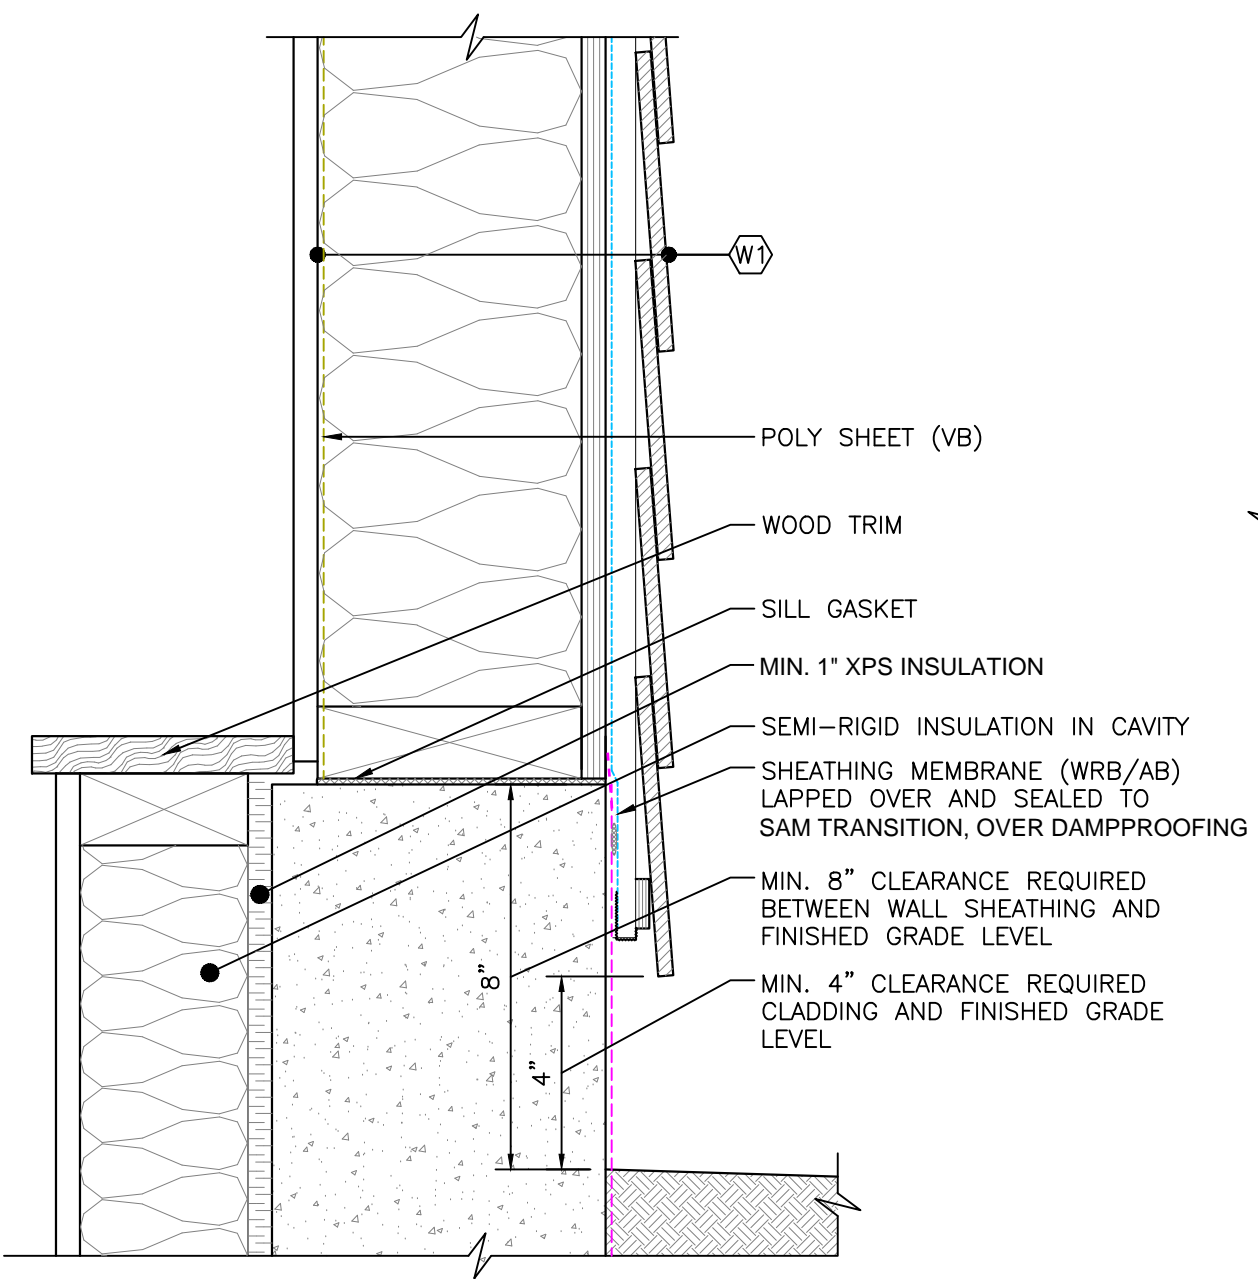 W1
POLY SHEET (VB)
WOOD TRIM
SILL GASKET
MIN. 1" XPS INSULATION
SEMI-RIGID INSULATION IN CAVITY
SHEATHING MEMBRANE (WRB/AB)
LAPPED OVER AND SEALED TO
SAM TRANSITION, OVER DAMPPROOFING
MIN. 8" CLEARANCE REQUIRED
BETWEEN WALL SHEATHING AND
FINISHED GRADE LEVEL
MIN. 4" CLEARANCE REQUIRED
CLADDING AND FINISHED GRADE
LEVEL
8"
4"